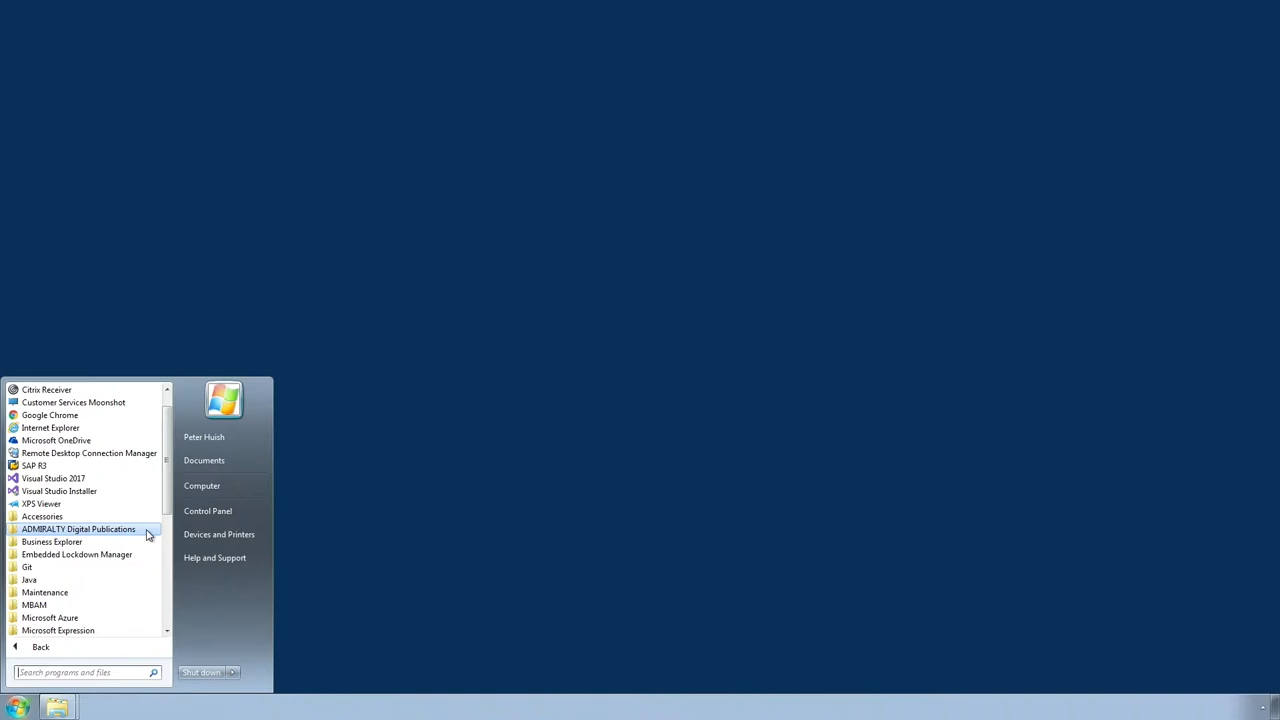 Citrix Receiver
Customer Services Moonshot
Google Chrome
Internet Explorer
Microsoft OneDrive
Remote Desktop Connection Manager
SAP R3
Visual Studio 2017
Visual Studio Installer
XPS Viewer
Accessories
ADMIRALTY Digital Publications
Business Explorer
Embedded Lockdown Manager
Git
Java
Maintenance
MBAM
Microsoft Azure
Microsoft Expression
Back
Search programs and files
Peter Huish
Documents
Computer
Control Panel
Devices and Printers
Help and Support
Shut down